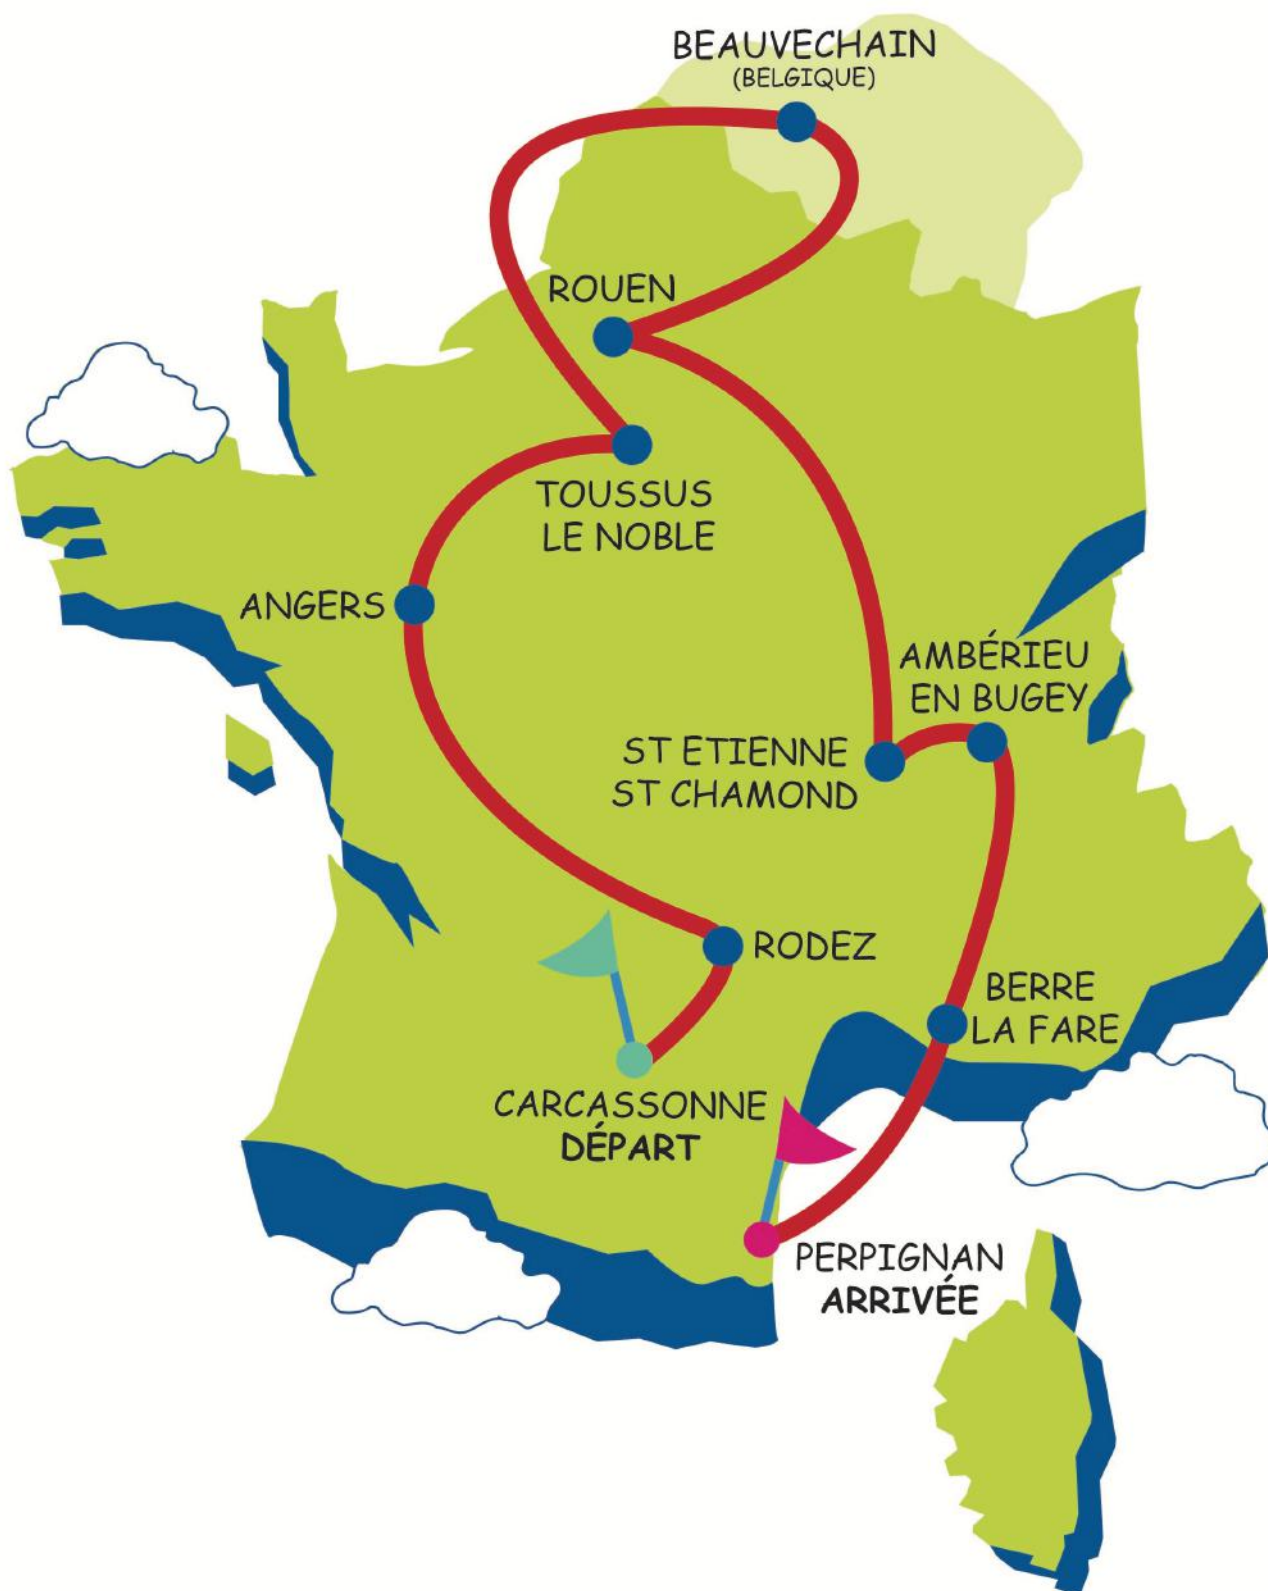 BEAUVECHAIN
(BELGIQUE)
ROUEN
TOUSSUS
LE NOBLE
ANGERS
AMBÉRIEU
EN BUGEY
ST ETIENNE
ST CHAMOND
RODEZ
BERRE
LA FARE
CARCASSONNE
DÉPART
PERPIGNAN
ARRIVÉE